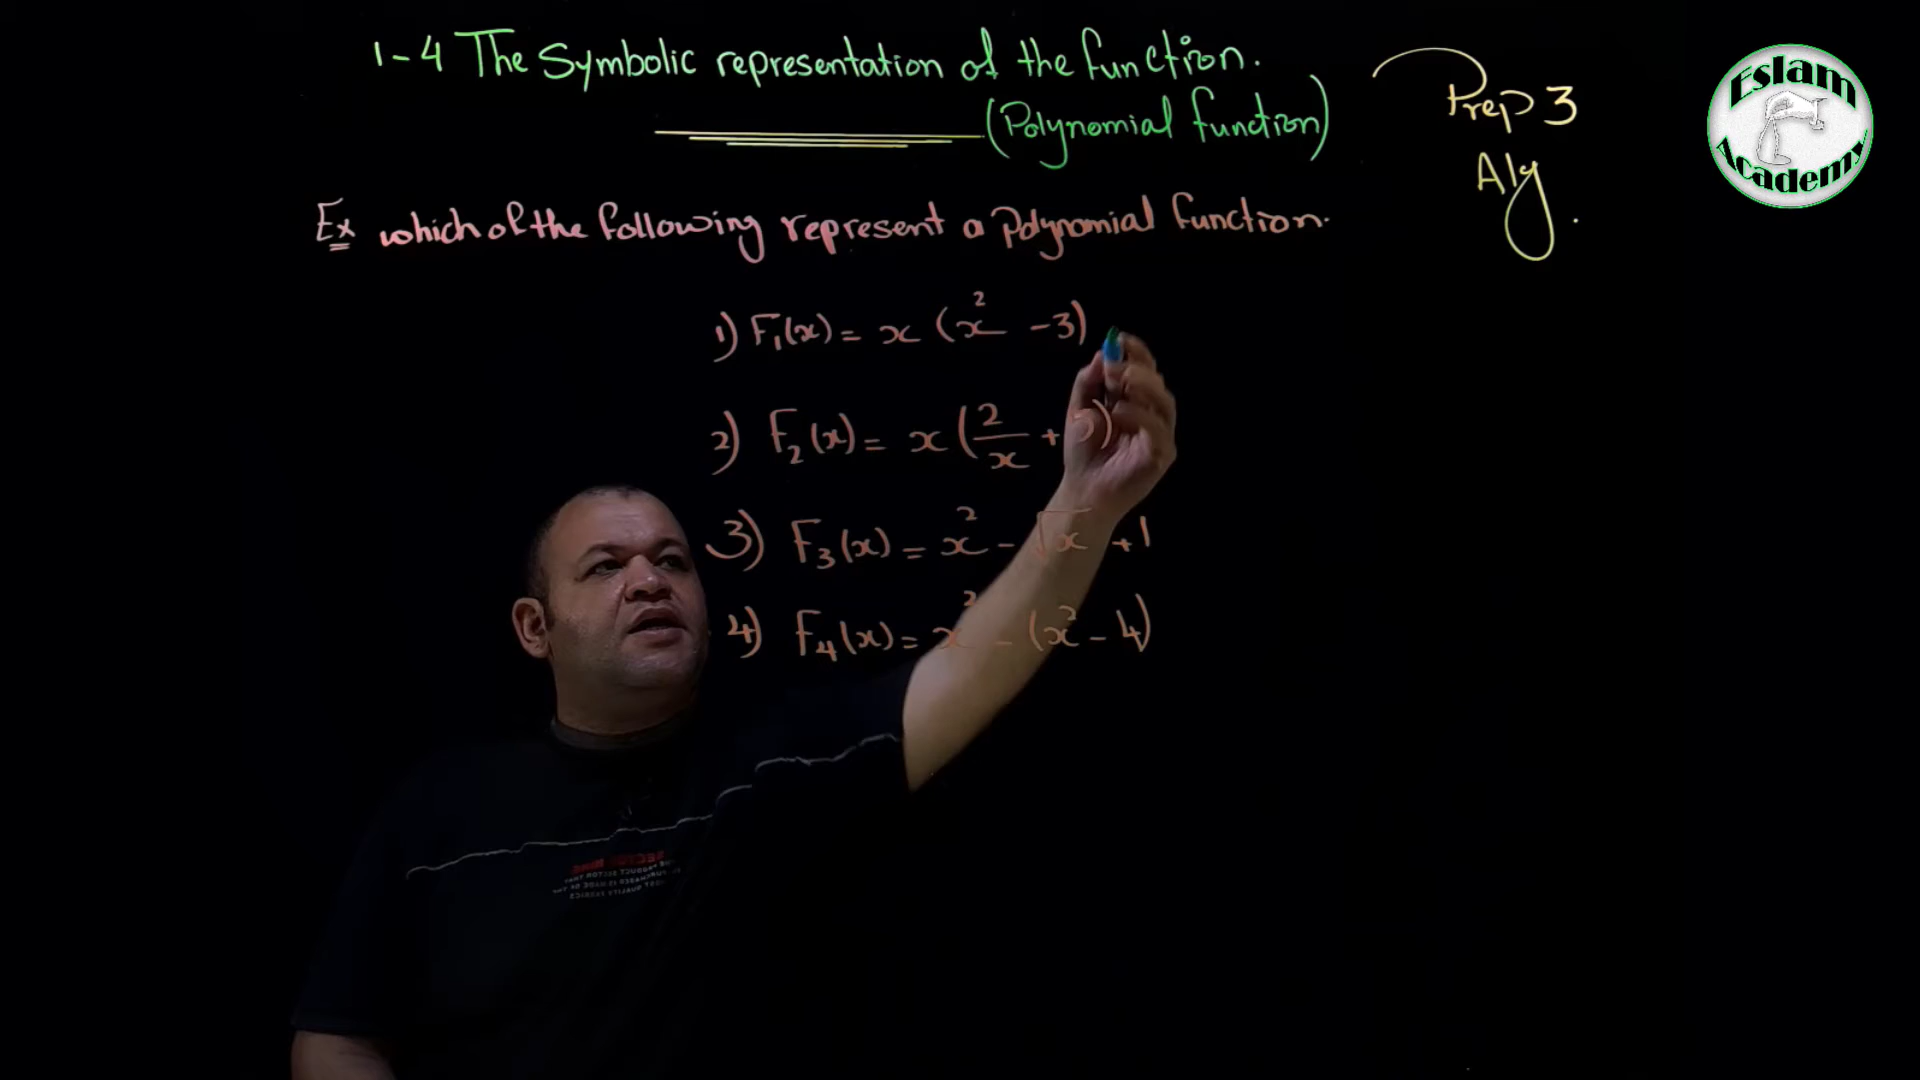 1-4 The Symbolic representation of the function.
(Polynomial function)
Prep 3
Aly.
Eslam
Academy
Ex which of the following represent a Polynomial function.
1) F₁(x) = x (x² - 3)
2) F₂(x) = x (2/x + )
3) F₃(x) = x² - √x + 1
4) F₄(x) = x² - (x² - 4)